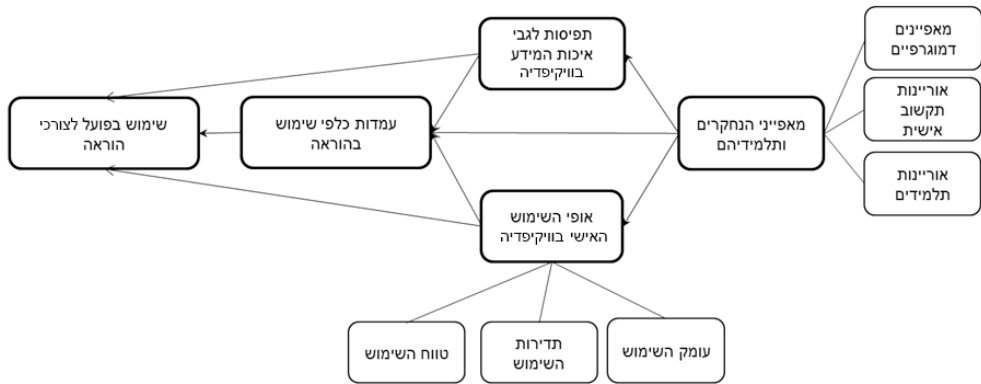 מאפיינים
דמוגרפיים
אוריינות
תקשוב
אישית
אוריינות
תלמידים
מאפייני הנחקרים
ותלמידיהם
תפיסות לגבי
איכות המידע
בוויקיפדיה
עמדות כלפי שימוש
בהוראה
שימוש בפועל לצורכי
הוראה
אופי השימוש
האישי בוויקיפדיה
עומק השימוש
תדירות
השימוש
טווח השימוש